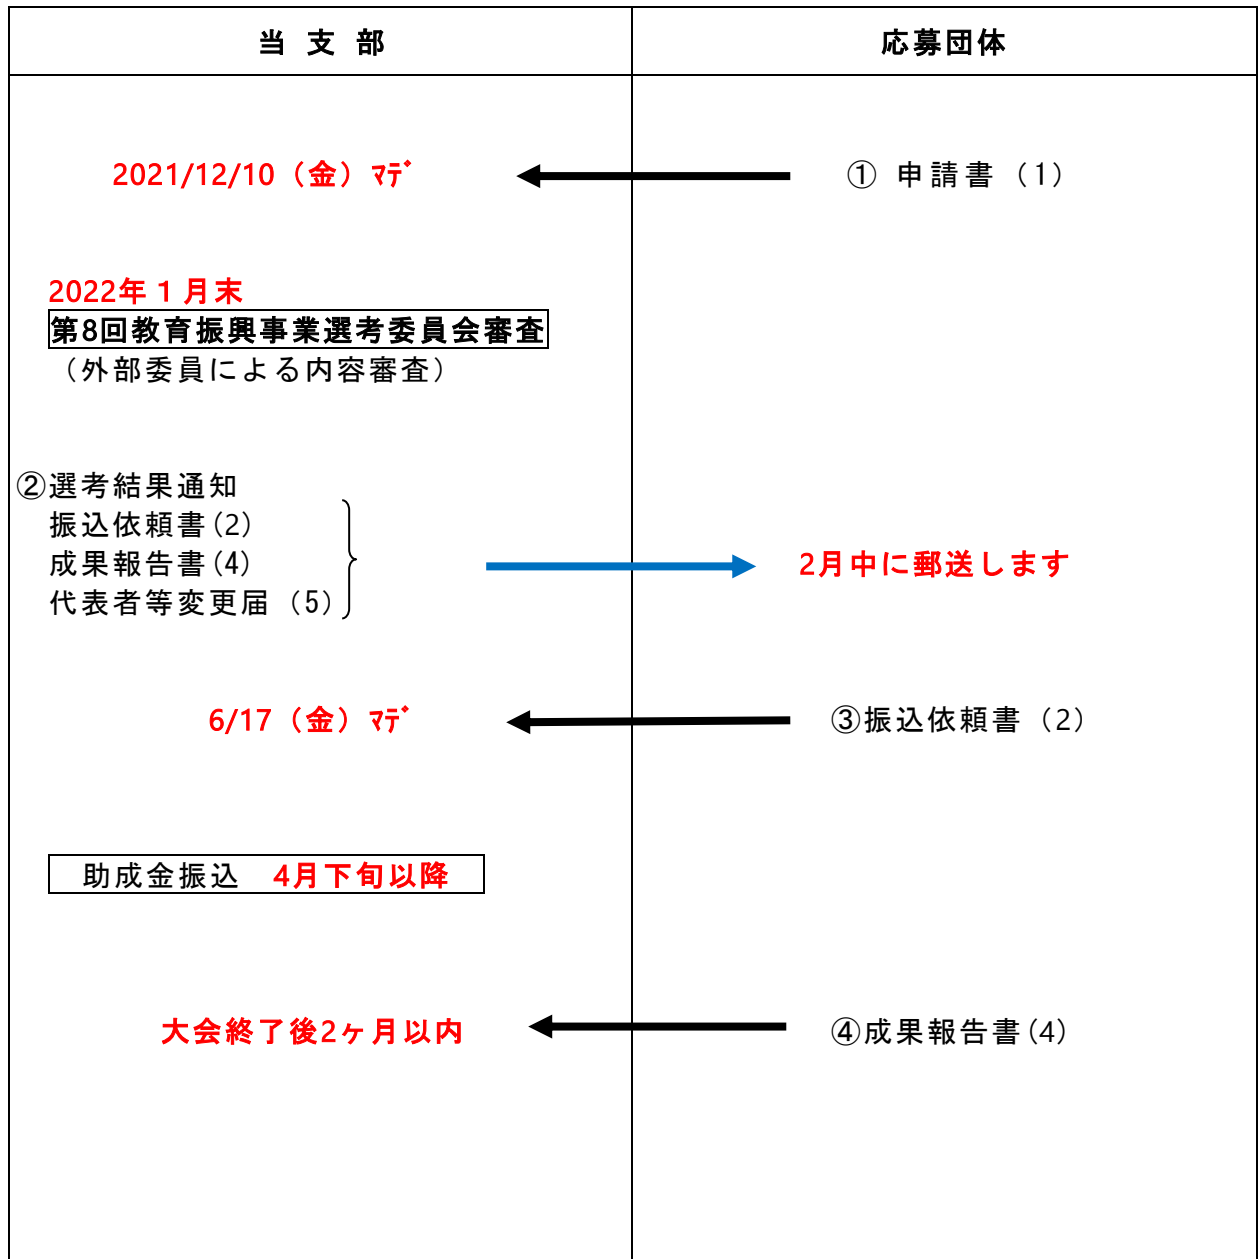 当 支 部
応募団体
2021/12/10（金）ﾏﾃﾞ
① 申請書（1）
2022年１月末
第8回教育振興事業選考委員会審査
（外部委員による内容審査）
②選考結果通知
振込依頼書(2)
成果報告書(4)
代表者等変更届（5）
2月中に郵送します
6/17（金）ﾏﾃﾞ
③振込依頼書（2）
助成金振込　4月下旬以降
大会終了後2ヶ月以内
④成果報告書(4)